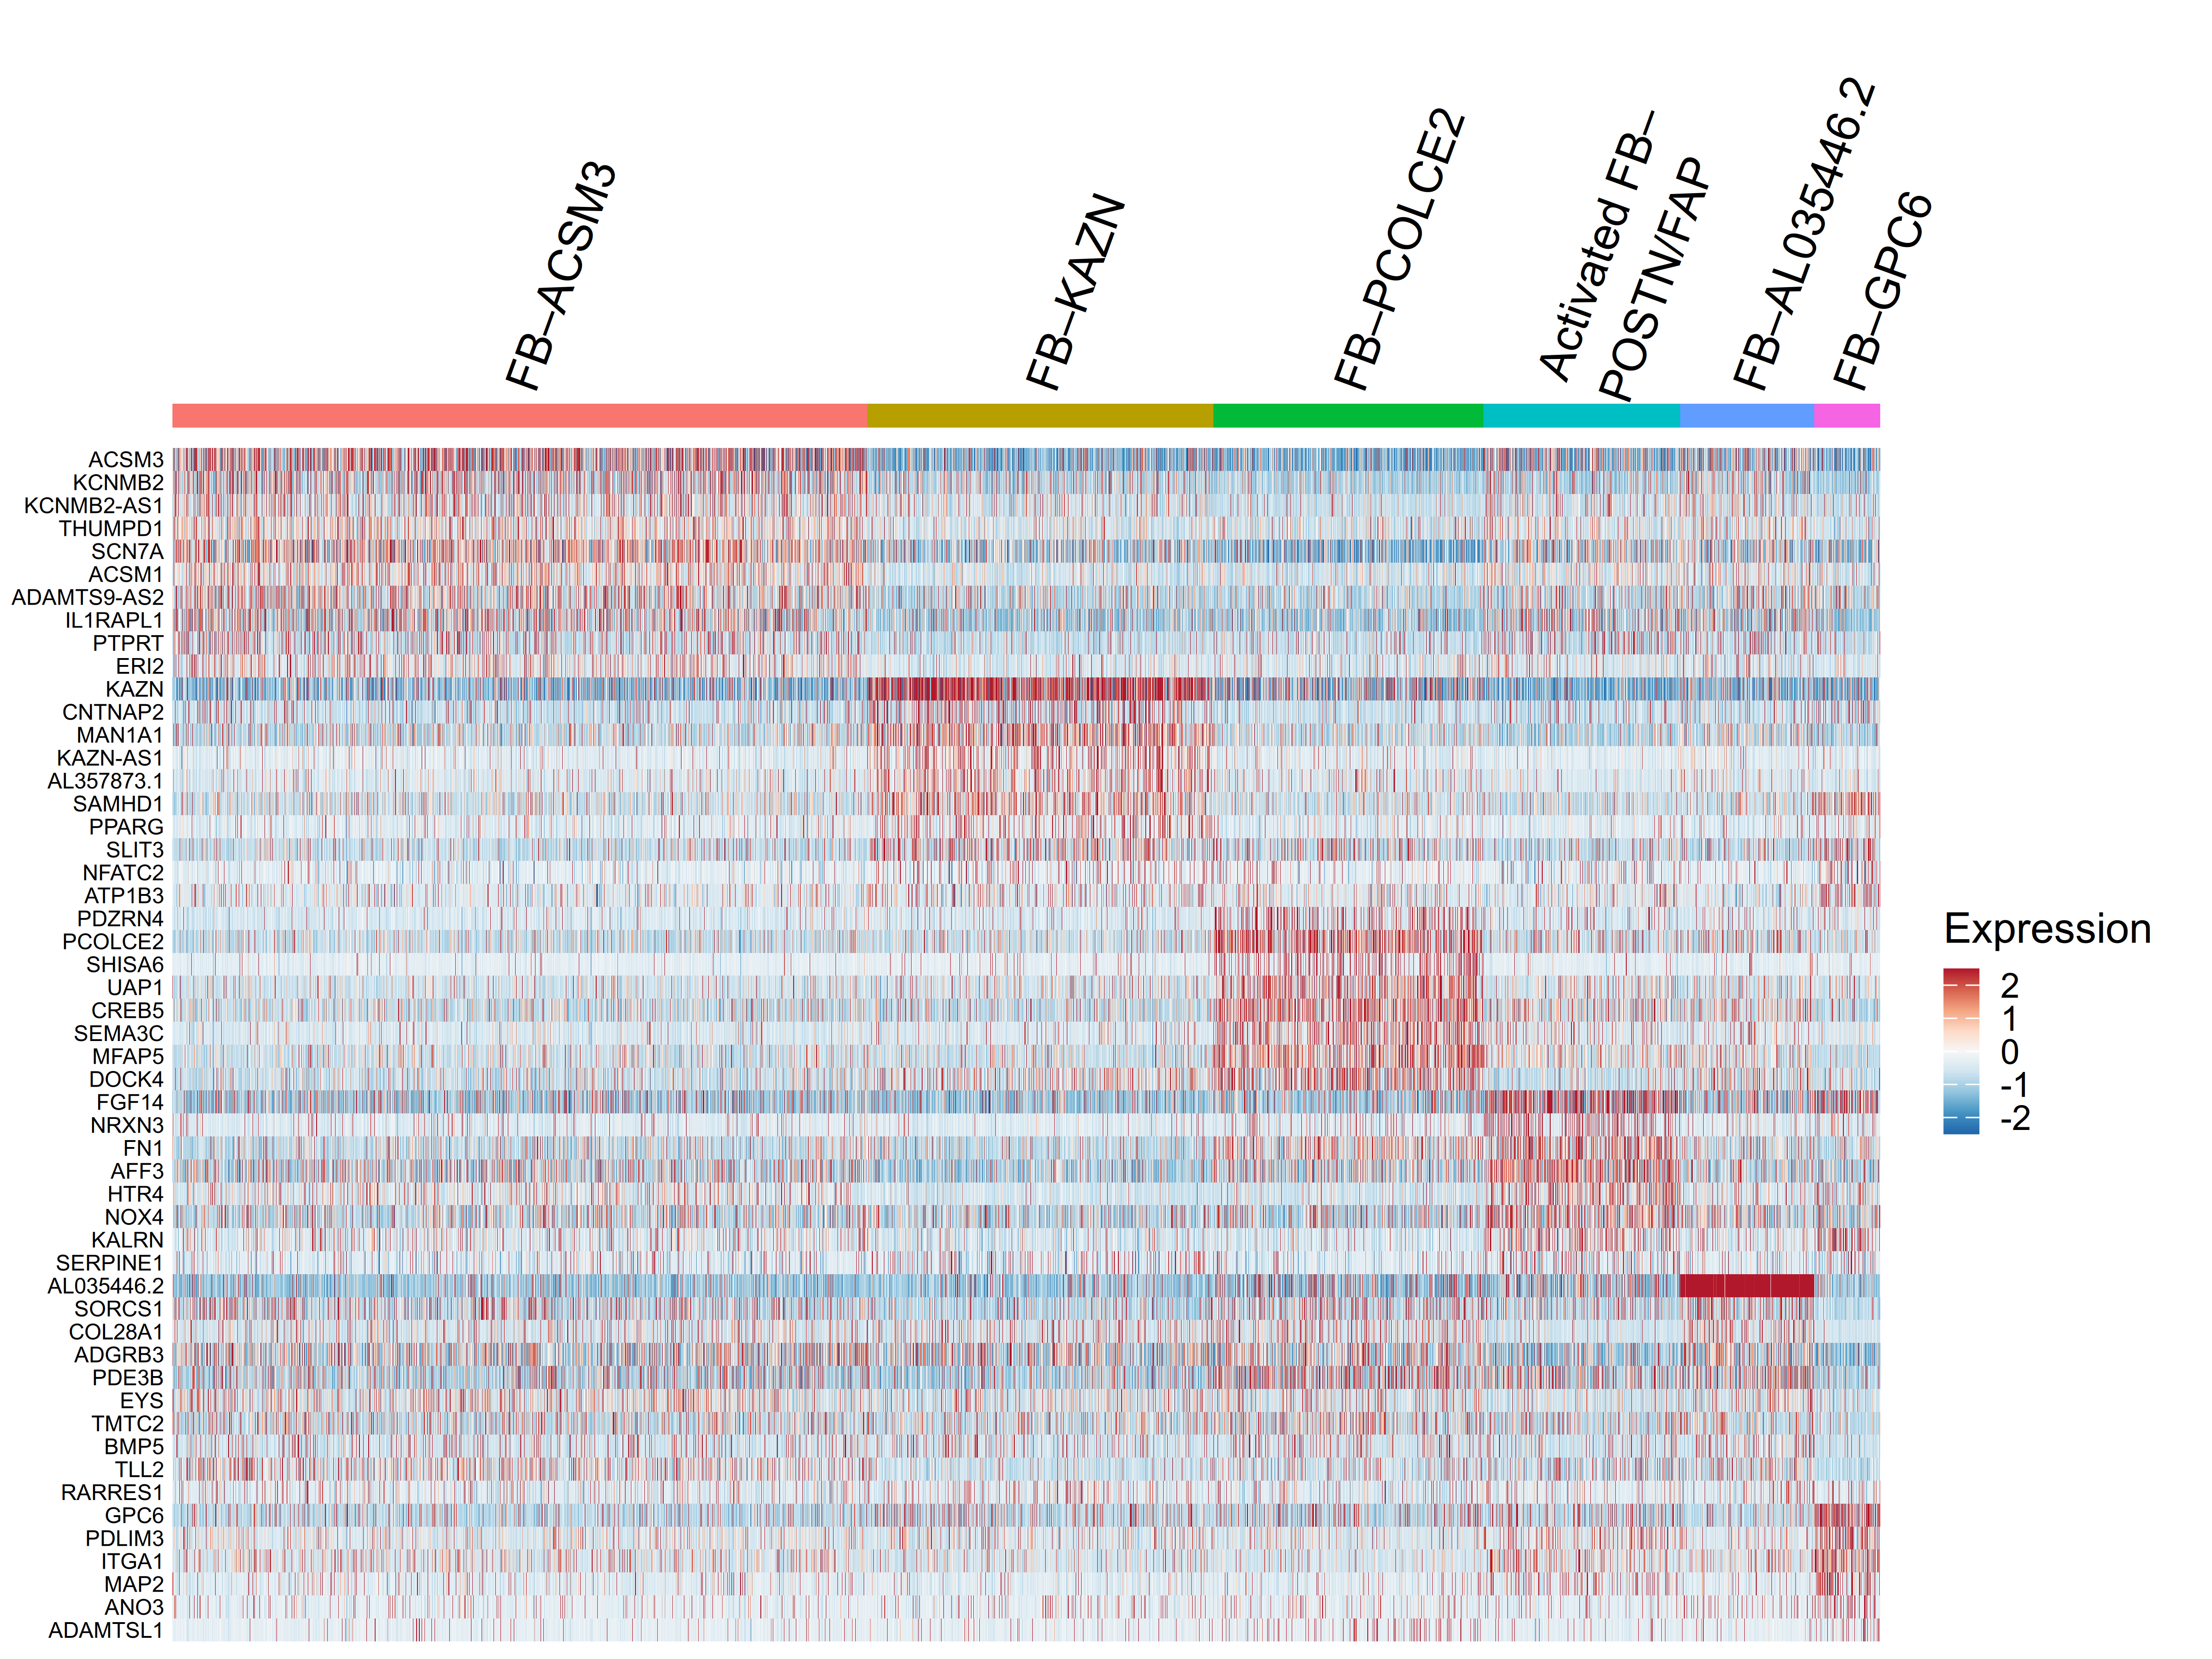 FB–ACSM3
FB–KAZN
FB–PCOLCE2
Activated FB–
POSTN/FAP
FB–AL035446.2
FB–GPC6
ACSM3
KCNMB2
KCNMB2-AS1
THUMPD1
SCN7A
ACSM1
ADAMTS9-AS2
IL1RAPL1
PTPRT
ERI2
KAZN
CNTNAP2
MAN1A1
KAZN-AS1
AL357873.1
SAMHD1
PPARG
SLIT3
NFATC2
ATP1B3
PDZRN4
PCOLCE2
SHISA6
UAP1
CREB5
SEMA3C
MFAP5
DOCK4
FGF14
NRXN3
FN1
AFF3
HTR4
NOX4
KALRN
SERPINE1
AL035446.2
SORCS1
COL28A1
ADGRB3
PDE3B
EYS
TMTC2
BMP5
TLL2
RARRES1
GPC6
PDLIM3
ITGA1
MAP2
ANO3
ADAMTSL1
Expression
2
1
0
-1
-2